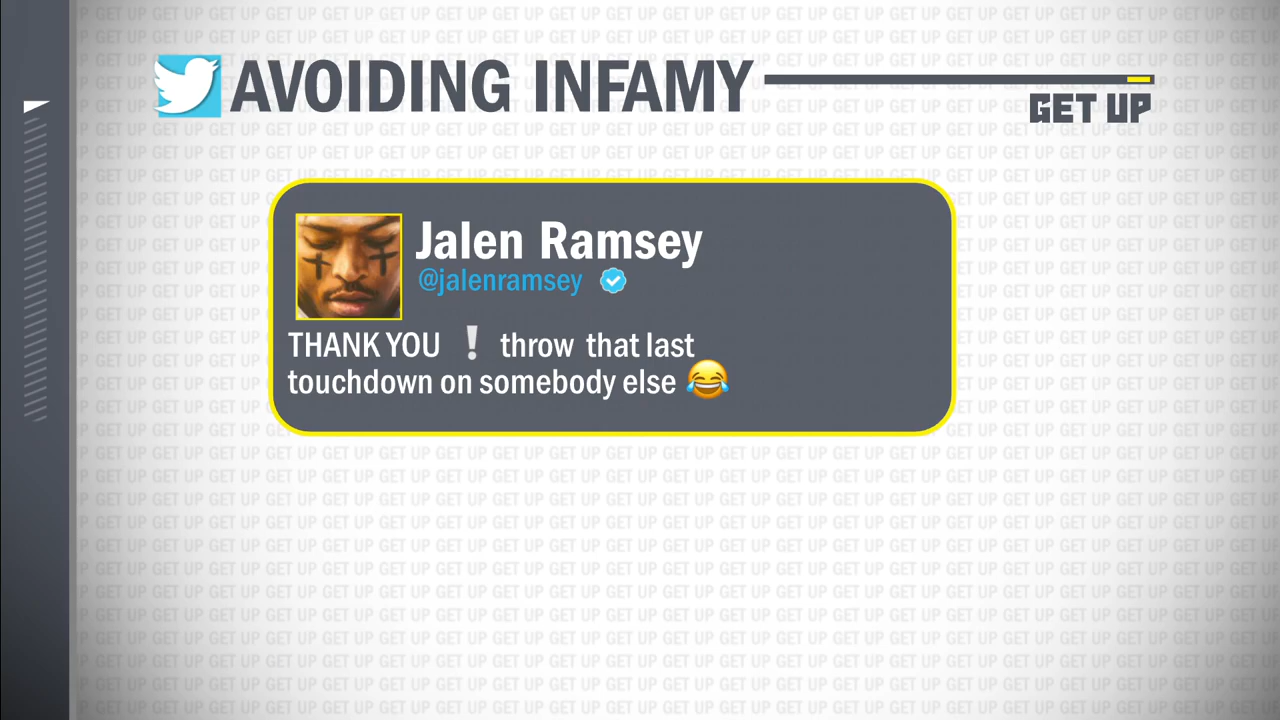 AVOIDING INFAMY
GET UP
Jalen Ramsey
@jalenramsey
THANK YOU ❕ throw that last
touchdown on somebody else 😂